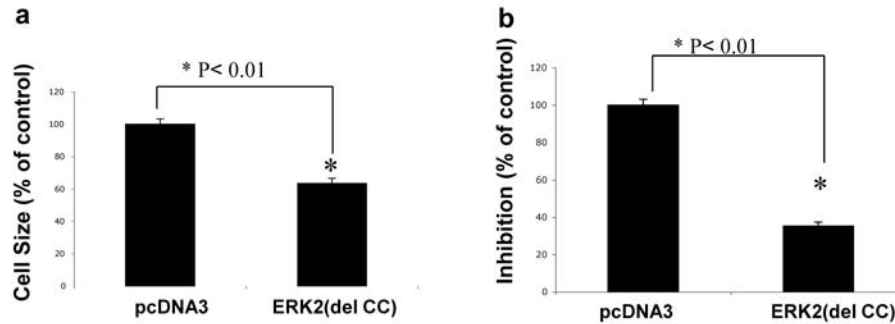 a
* P< 0.01
Cell Size (% of control)
120
100
80
60
40
20
0
*
pcDNA3
ERK2(del CC)
b
* P< 0.01
Inhibition (% of control)
120
100
80
60
40
20
0
*
pcDNA3
ERK2(del CC)